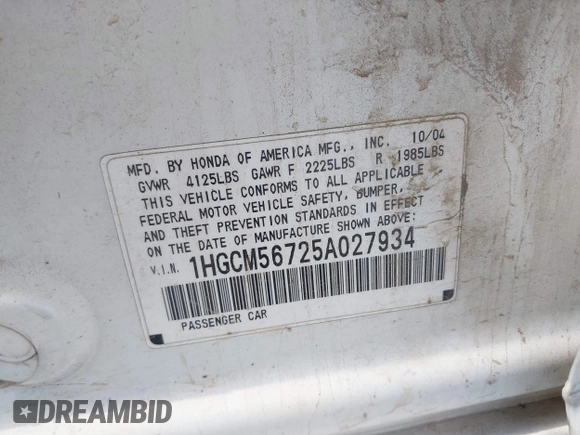 MFD. BY HONDA OF AMERICA MFG., INC. 10/04
GVWR 4125LBS GAWR F 2225LBS R 1985LBS
THIS VEHICLE CONFORMS TO ALL APPLICABLE
FEDERAL MOTOR VEHICLE SAFETY, BUMPER,
AND THEFT PREVENTION STANDARDS IN EFFECT
ON THE DATE OF MANUFACTURE SHOWN ABOVE:
V.I.N. 1HGCM56725A027934
PASSENGER CAR
DREAMBID